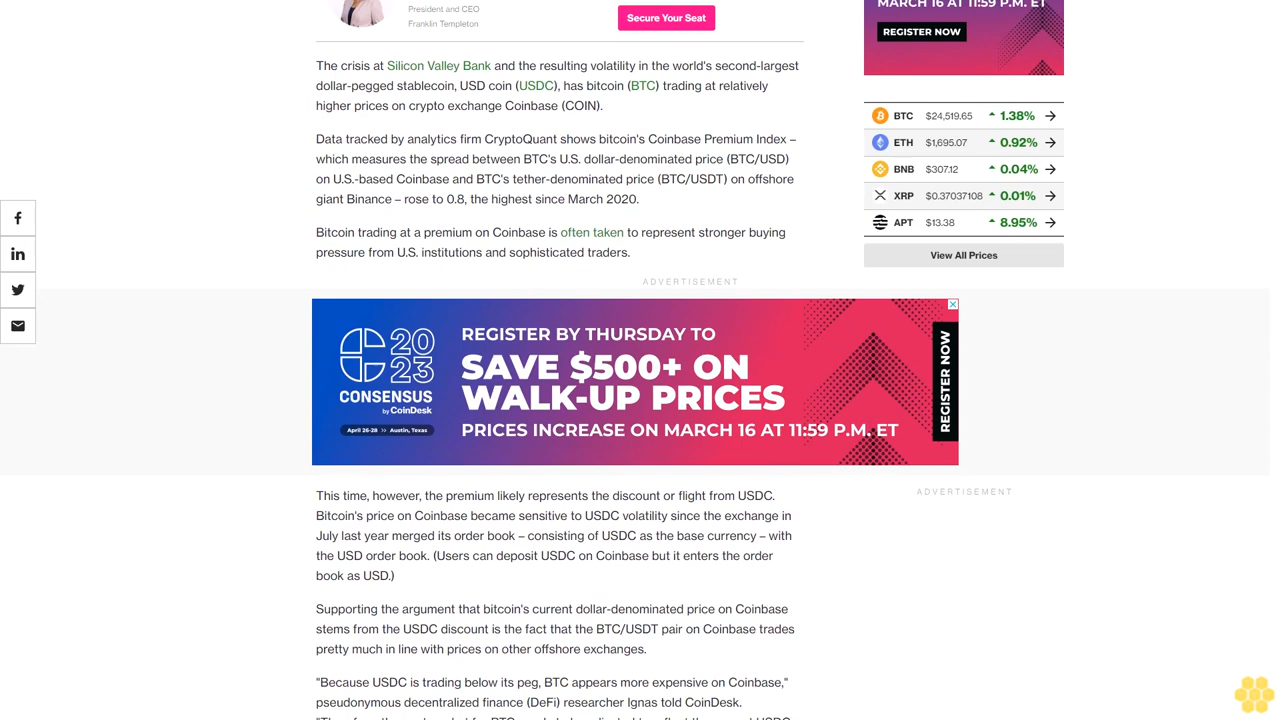 President and CEO
Franklin Templeton
Secure Your Seat
The crisis at Silicon Valley Bank and the resulting volatility in the world's second-largest
dollar-pegged stablecoin, USD coin (USDC), has bitcoin (BTC) trading at relatively
higher prices on crypto exchange Coinbase (COIN).
Data tracked by analytics firm CryptoQuant shows bitcoin's Coinbase Premium Index –
which measures the spread between BTC's U.S. dollar-denominated price (BTC/USD)
on U.S.-based Coinbase and BTC's tether-denominated price (BTC/USDT) on offshore
giant Binance – rose to 0.8, the highest since March 2020.
Bitcoin trading at a premium on Coinbase is often taken to represent stronger buying
pressure from U.S. institutions and sophisticated traders.
MARCH 16 AT 11:59 P.M. ET
REGISTER NOW
BTC $24,519.65 1.38%
ETH $1,695.07 0.92%
BNB $307.12 0.04%
XRP $0.37037108 0.01%
APT $13.38 8.95%
View All Prices
ADVERTISEMENT
2023
CONSENSUS
by CoinDesk
April 26-28 >> Austin, Texas
REGISTER BY THURSDAY TO
SAVE $500+ ON
WALK-UP PRICES
PRICES INCREASE ON MARCH 16 AT 11:59 P.M. ET
REGISTER NOW
This time, however, the premium likely represents the discount or flight from USDC.
Bitcoin's price on Coinbase became sensitive to USDC volatility since the exchange in
July last year merged its order book – consisting of USDC as the base currency – with
the USD order book. (Users can deposit USDC on Coinbase but it enters the order
book as USD.)
ADVERTISEMENT
Supporting the argument that bitcoin's current dollar-denominated price on Coinbase
stems from the USDC discount is the fact that the BTC/USDT pair on Coinbase trades
pretty much in line with prices on other offshore exchanges.
"Because USDC is trading below its peg, BTC appears more expensive on Coinbase,"
pseudonymous decentralized finance (DeFi) researcher Ignas told CoinDesk.